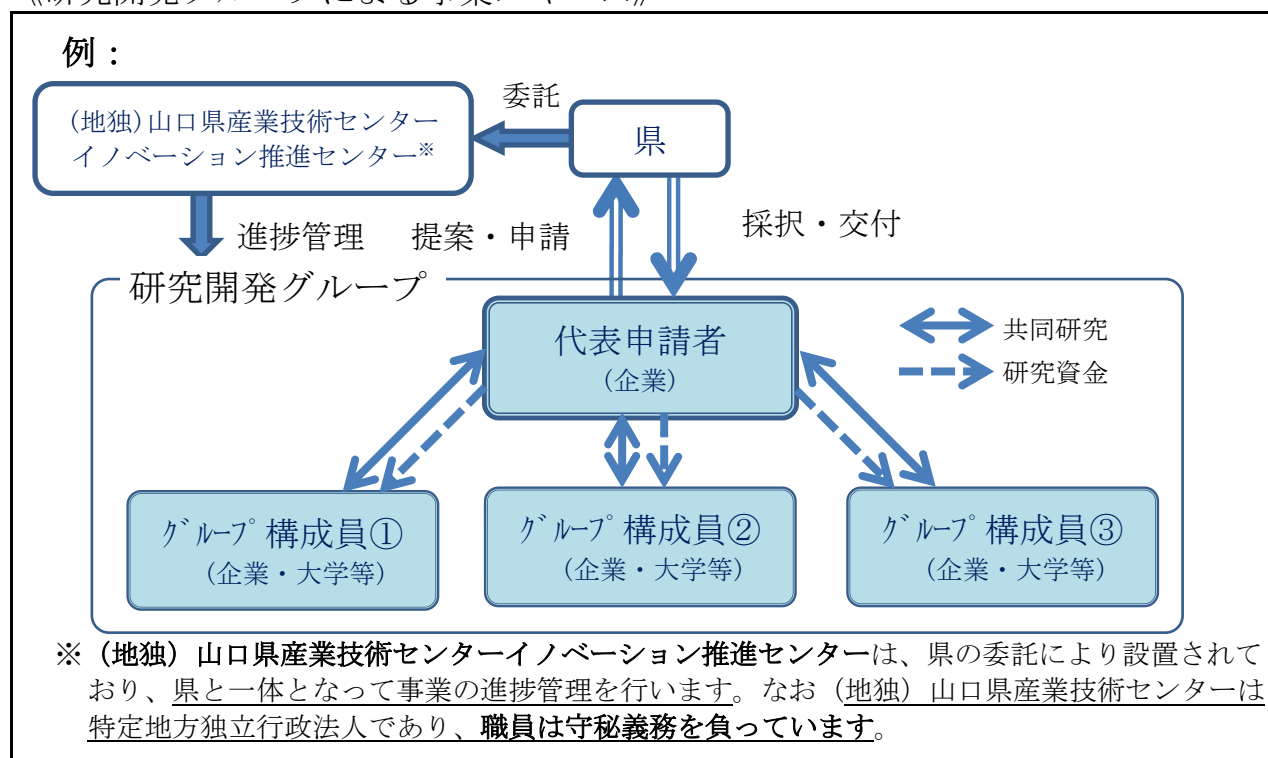 例：
委託
(地独)山口県産業技術センター
イノベーション推進センター※
県
進捗管理
提案・申請
採択・交付
研究開発グループ
代表申請者
(企業)
共同研究
研究資金
ｸﾞﾙｰﾌﾟ構成員①
(企業・大学等)
ｸﾞﾙｰﾌﾟ構成員②
(企業・大学等)
ｸﾞﾙｰﾌﾟ構成員③
(企業・大学等)
※（地独）山口県産業技術センターイノベーション推進センターは、県の委託により設置されて
おり、県と一体となって事業の進捗管理を行います。なお（地独）山口県産業技術センターは
特定地方独立行政法人であり、職員は守秘義務を負っています。